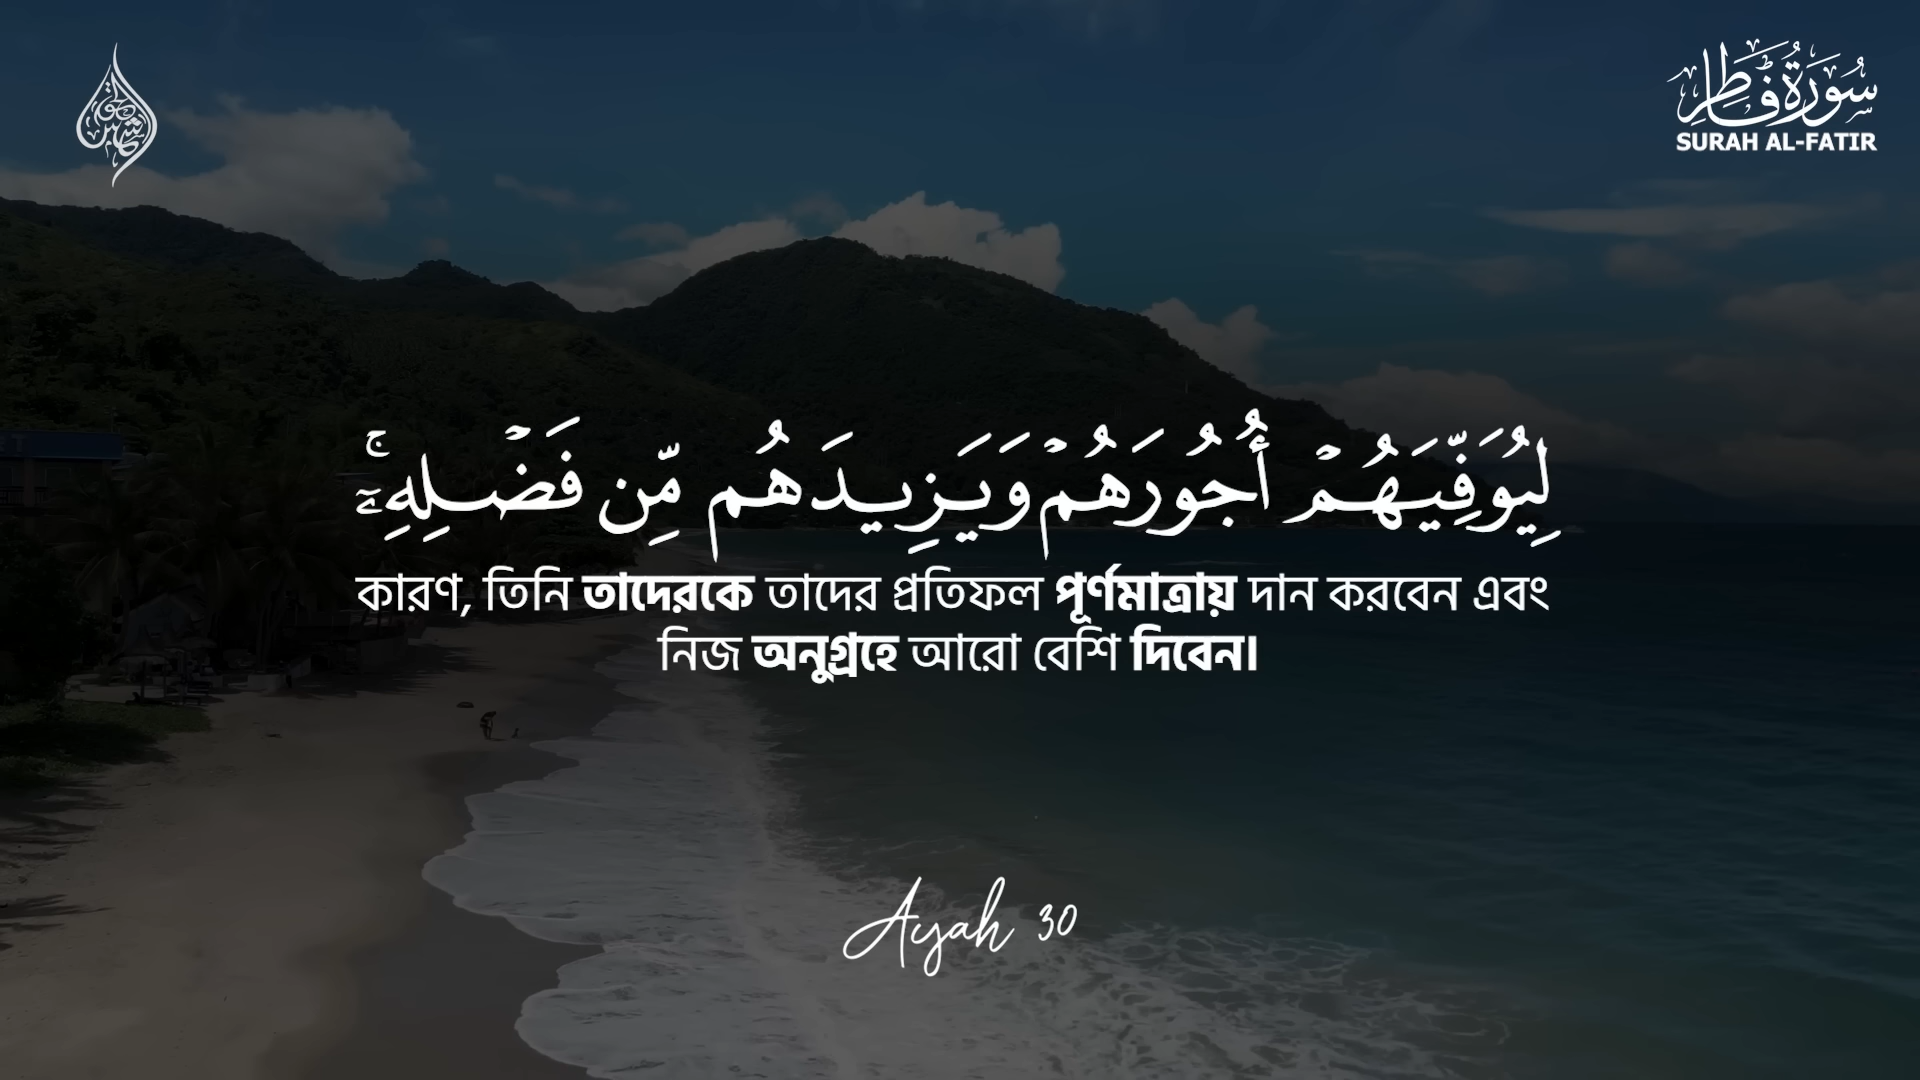 سُورَةُ فَاطِر
SURAH AL-FATIR
لِيُوَفِّيَهُمۡ أُجُورَهُمۡ وَيَزِيدَهُم مِّن فَضۡلِهِۦٓۚ
কারণ, তিনি তাদেরকে তাদের প্রতিফল পূর্ণমাত্রায় দান করবেন এবং
নিজ অনুগ্রহে আরো বেশি দিবেন।
Ayah 30